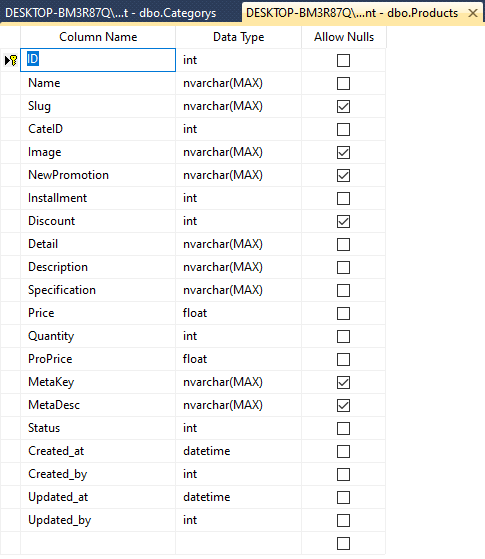 DESKTOP-BM3R87Q\...t - dbo.Categorys DESKTOP-BM3R87Q\...nt - dbo.Products
Column Name Data Type Allow Nulls
ID int
Name nvarchar(MAX)
Slug nvarchar(MAX)
CateID int
Image nvarchar(MAX)
NewPromotion nvarchar(MAX)
Installment int
Discount int
Detail nvarchar(MAX)
Description nvarchar(MAX)
Specification nvarchar(MAX)
Price float
Quantity int
ProPrice float
MetaKey nvarchar(MAX)
MetaDesc nvarchar(MAX)
Status int
Created_at datetime
Created_by int
Updated_at datetime
Updated_by int